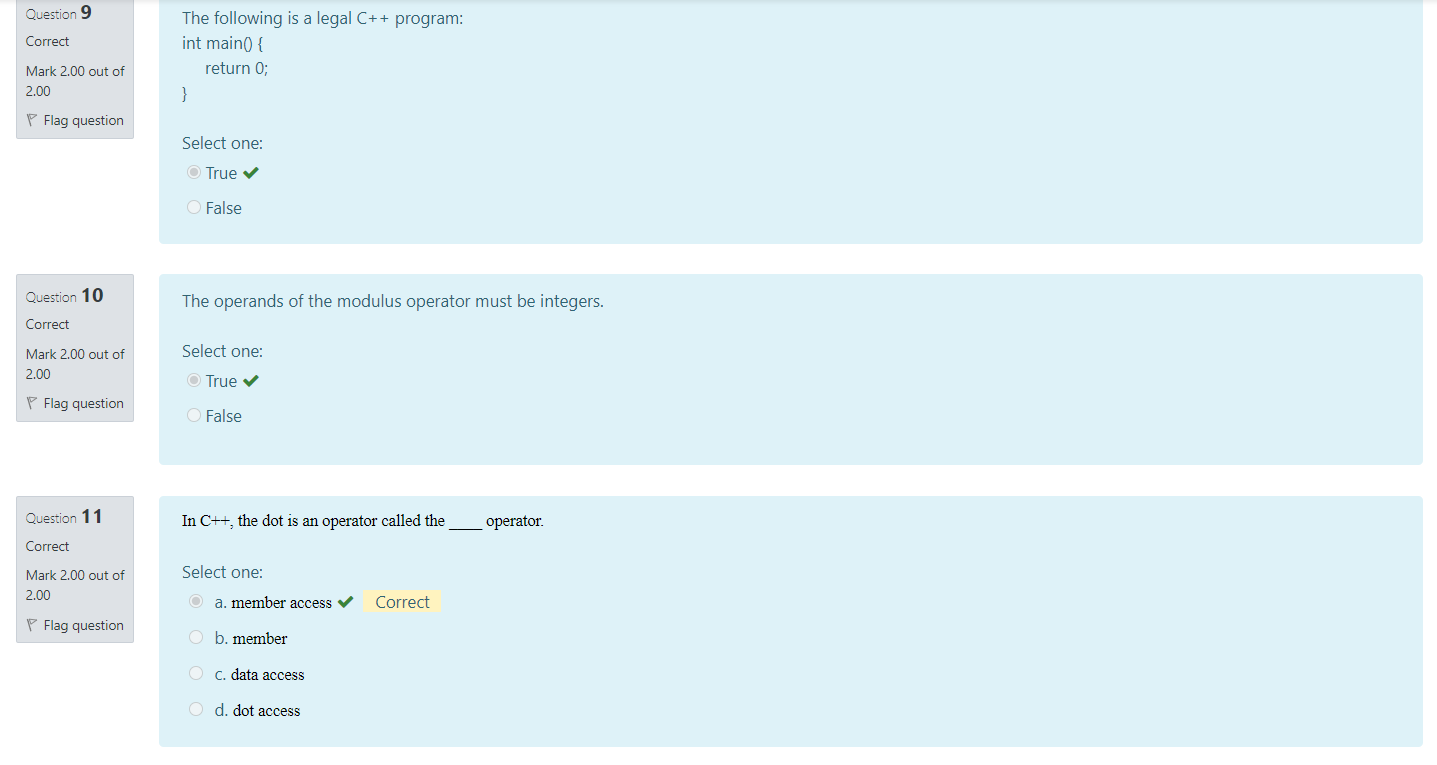 Question 9
Correct
Mark 2.00 out of
2.00
Flag question
The following is a legal C++ program:
int main() {
return 0;
}
Select one:
True
False
Question 10
Correct
Mark 2.00 out of
2.00
Flag question
The operands of the modulus operator must be integers.
Select one:
True
False
Question 11
Correct
Mark 2.00 out of
2.00
Flag question
In C++, the dot is an operator called the ____ operator.
Select one:
a. member access Correct
b. member
c. data access
d. dot access